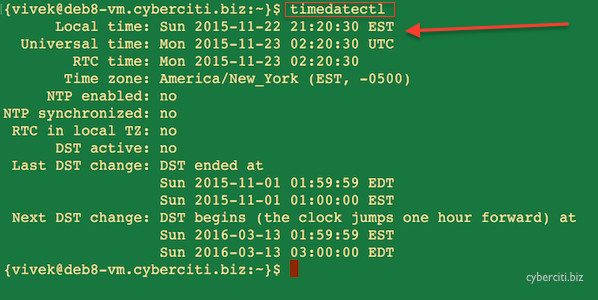 {vivek@deb8-vm.cyberciti.biz:~}$ timedatectl
Local time: Sun 2015-11-22 21:20:30 EST
Universal time: Mon 2015-11-23 02:20:30 UTC
RTC time: Mon 2015-11-23 02:20:30
Time zone: America/New_York (EST, -0500)
NTP enabled: no
NTP synchronized: no
RTC in local TZ: no
DST active: no
Last DST change: DST ended at
Sun 2015-11-01 01:59:59 EDT
Sun 2015-11-01 01:00:00 EST
Next DST change: DST begins (the clock jumps one hour forward) at
Sun 2016-03-13 01:59:59 EST
Sun 2016-03-13 03:00:00 EDT
{vivek@deb8-vm.cyberciti.biz:~}$
cyberciti.biz